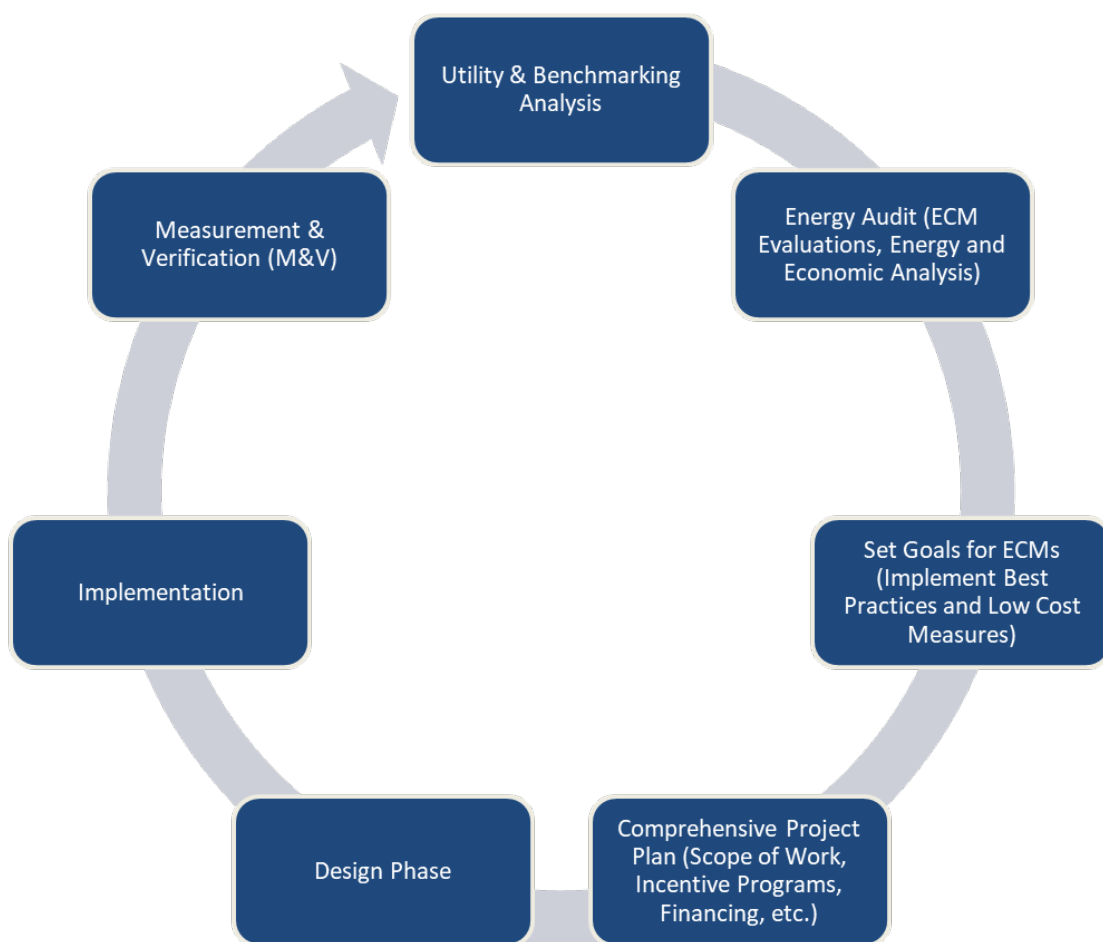 Utility & Benchmarking
Analysis
Energy Audit (ECM
Evaluations, Energy and
Economic Analysis)
Set Goals for ECMs
(Implement Best
Practices and Low Cost
Measures)
Comprehensive Project
Plan (Scope of Work,
Incentive Programs,
Financing, etc.)
Design Phase
Implementation
Measurement &
Verification (M&V)